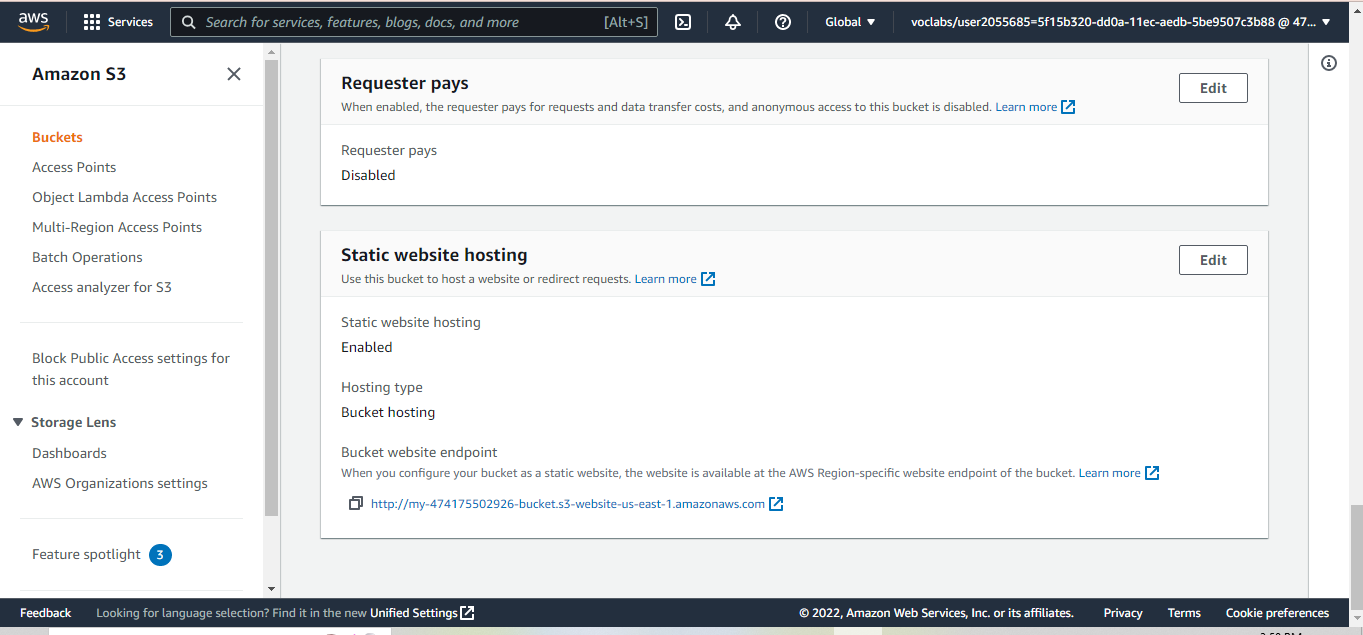 aws
Services
Search for services, features, blogs, docs, and more [Alt+S]
Global ▼
voclabs/user2055685=5f15b320-dd0a-11ec-aedb-5be9507c3b88 @ 47... ▼
Amazon S3
Buckets
Access Points
Object Lambda Access Points
Multi-Region Access Points
Batch Operations
Access analyzer for S3
Block Public Access settings for
this account
▼ Storage Lens
Dashboards
AWS Organizations settings
Feature spotlight 3
Requester pays
Edit
When enabled, the requester pays for requests and data transfer costs, and anonymous access to this bucket is disabled. Learn more
Requester pays
Disabled
Static website hosting
Edit
Use this bucket to host a website or redirect requests. Learn more
Static website hosting
Enabled
Hosting type
Bucket hosting
Bucket website endpoint
When you configure your bucket as a static website, the website is available at the AWS Region-specific website endpoint of the bucket. Learn more
http://my-474175502926-bucket.s3-website-us-east-1.amazonaws.com
Feedback
Looking for language selection? Find it in the new Unified Settings
© 2022, Amazon Web Services, Inc. or its affiliates.
Privacy
Terms
Cookie preferences